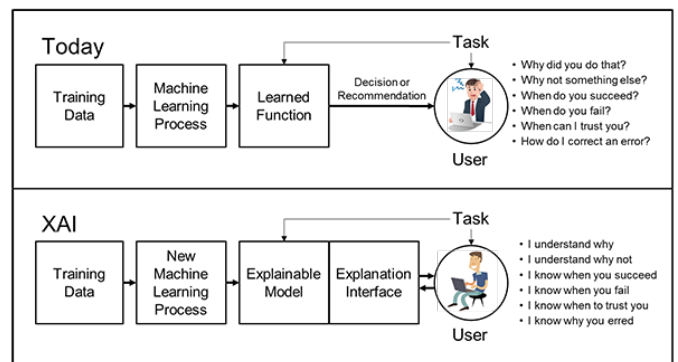 Today
Task
Training
Data
Machine
Learning
Process
Learned
Function
Decision or
Recommendation
User
• Why did you do that?
• Why not something else?
• When do you succeed?
• When do you fail?
• When can I trust you?
• How do I correct an error?
XAI
Task
Training
Data
New
Machine
Learning
Process
Explainable
Model
Explanation
Interface
User
• I understand why
• I understand why not
• I know when you succeed
• I know when you fail
• I know when to trust you
• I know why you erred